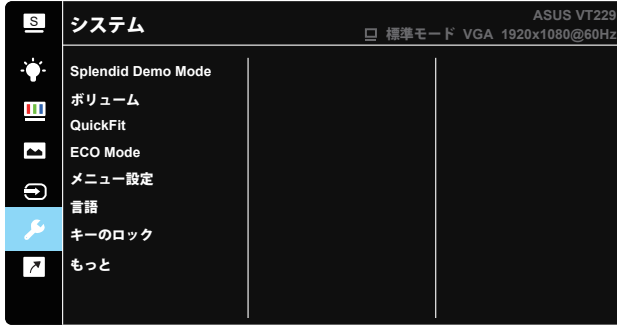 S
システム
ASUS VT229
標準モード VGA 1920x1080@60Hz
Splendid Demo Mode
ボリューム
QuickFit
ECO Mode
メニュー設定
言語
キーのロック
もっと